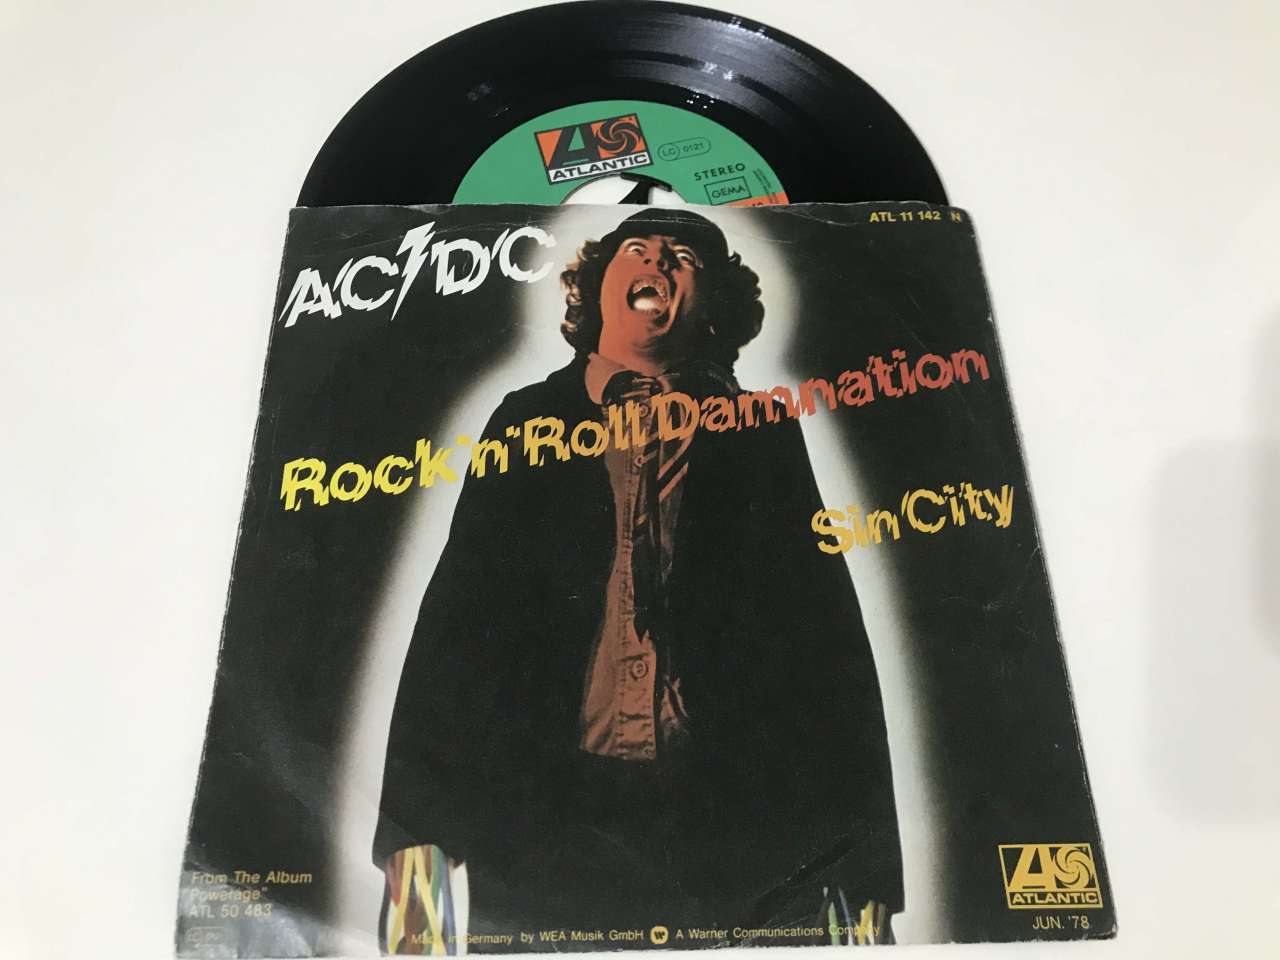 ATLANTIC
LC 0121
STEREO
GEMA
ATL 11 142 N
AC DC
Rock "n" Roll Damnation
Sin City
From The Album
"Powerage"
ATL 50 483
ATLANTIC
JUN. '78
Made in Germany by WEA Musik GmbH A Warner Communications Company